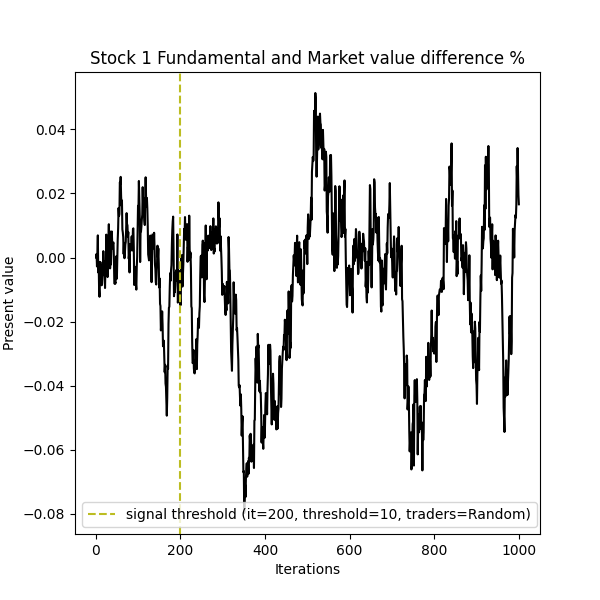 Stock 1 Fundamental and Market value difference %
Present value
0.04
0.02
0.00
−0.02
−0.04
−0.06
−0.08
signal threshold (it=200, threshold=10, traders=Random)
0 200 400 600 800 1000
Iterations